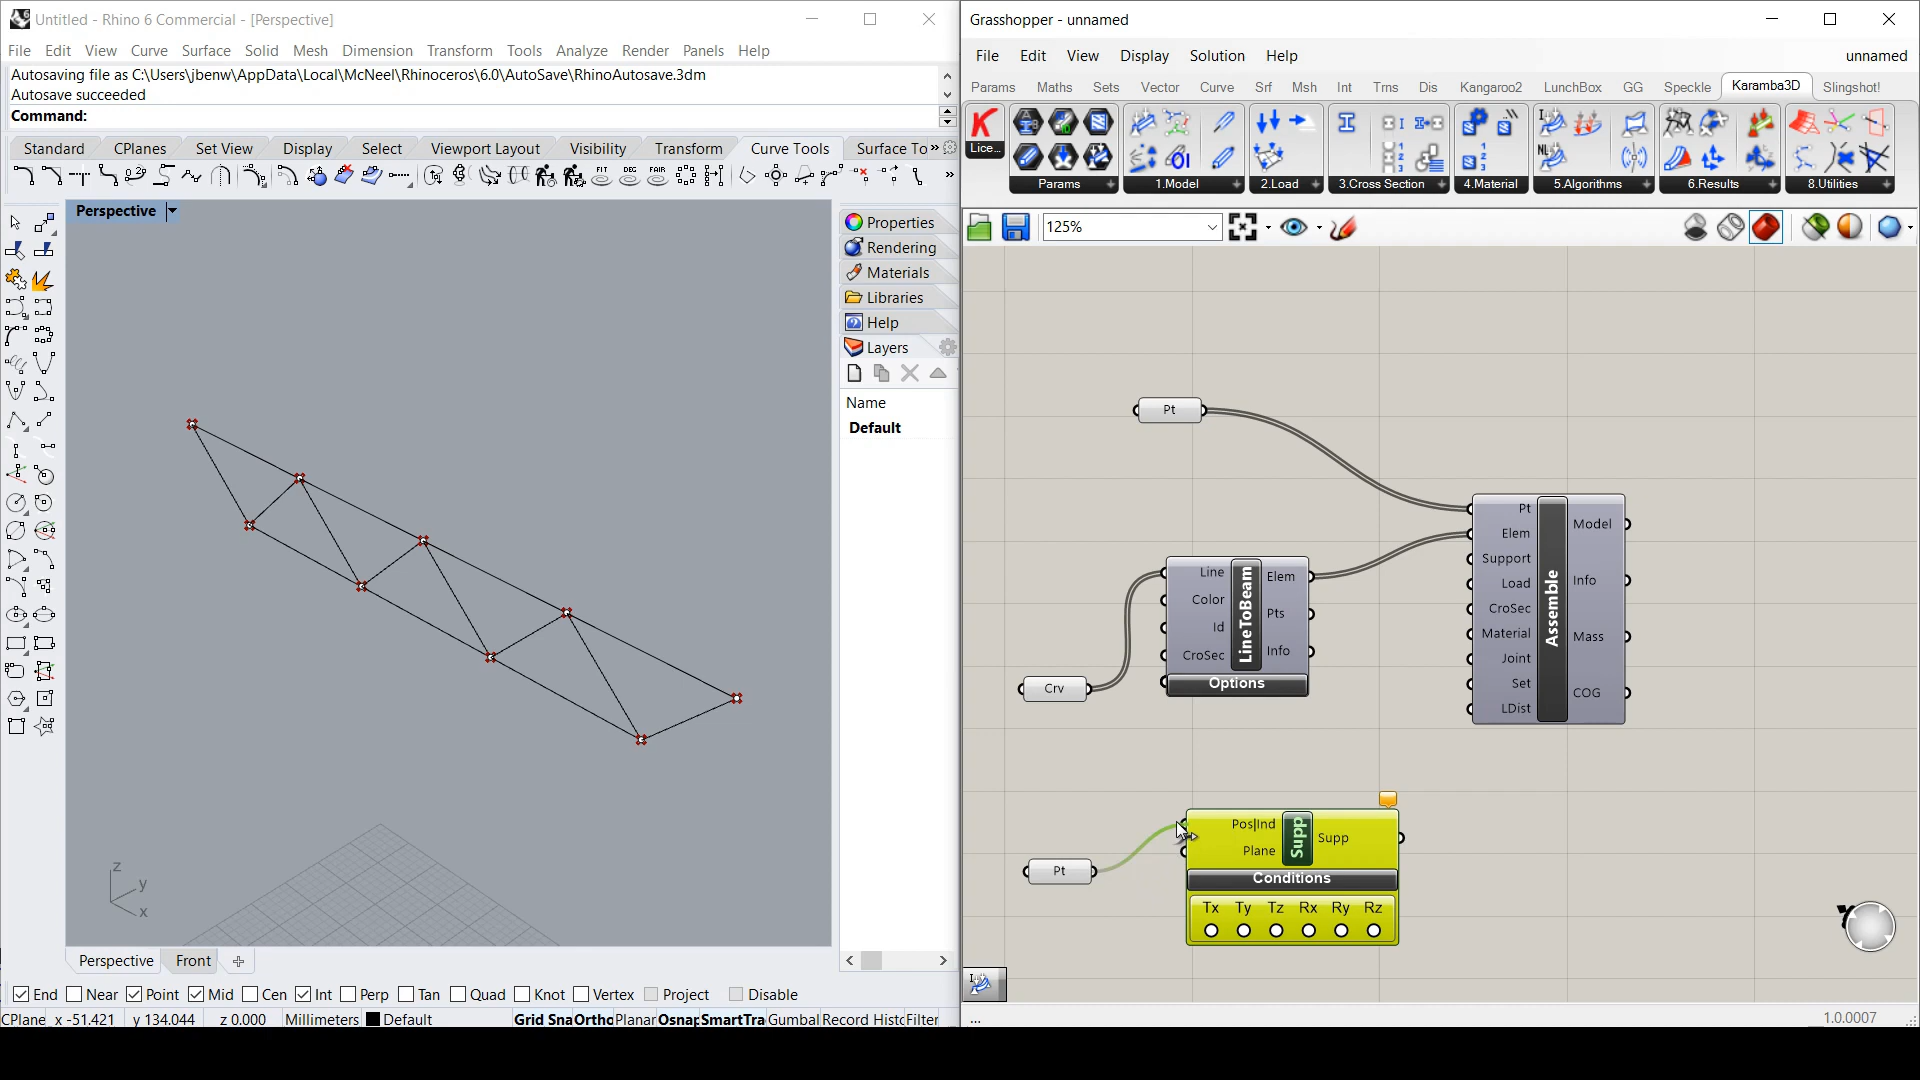 Untitled - Rhino 6 Commercial - [Perspective]
File Edit View Curve Surface Solid Mesh Dimension Transform Tools Analyze Render Panels Help
Autosaving file as C:\Users\jbenw\AppData\Local\McNeel\Rhinoceros\6.0\AutoSave\RhinoAutosave.3dm
Autosave succeeded
Command:
Standard CPlanes Set View Display Select Viewport Layout Visibility Transform Curve Tools Surface To »
Perspective
Properties
Rendering
Materials
Libraries
Help
Layers
Name
Default
z
y
x
Perspective Front
End Near Point Mid Cen Int Perp Tan Quad Knot Vertex Project Disable
CPlane x -51.421 y 134.044 z 0.000 Millimeters Default Grid Sna Ortho Planar Osnap SmartTra Gumbal Record Histo Filter
Grasshopper - unnamed
File Edit View Display Solution Help unnamed
Params Maths Sets Vector Curve Srf Msh Int Trns Dis Kangaroo2 LunchBox GG Speckle Karamba3D Slingshot!
Lice...
Params 1.Model 2.Load 3.Cross Section 4.Material 5.Algorithms 6.Results 8.Utilities
125%
Pt
Pt
Elem
Support
Load
CroSec
Material
Joint
Set
LDist
Assemble
Model
Info
Mass
COG
Line
Color
Id
CroSec
LineToBeam
Elem
Pts
Info
Options
Crv
Pt
Pos|Ind
Plane
Supp
Supp
Conditions
Tx Ty Tz Rx Ry Rz
...
1.0.0007